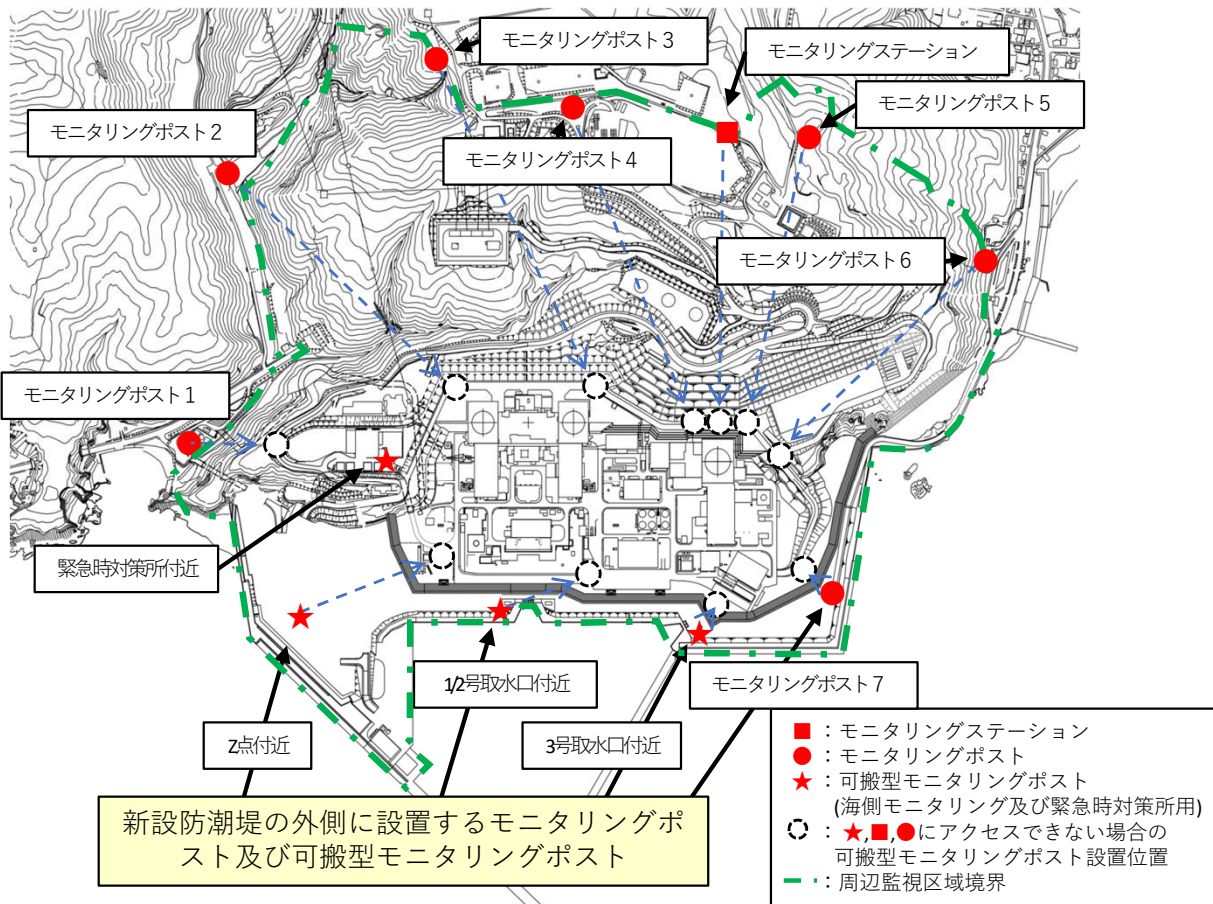 モニタリングポスト3
モニタリングステーション
モニタリングポスト5
モニタリングポスト2
モニタリングポスト4
モニタリングポスト6
モニタリングポスト1
緊急時対策所付近
1/2号取水口付近
モニタリングポスト7
Z点付近
3号取水口付近
新設防潮堤の外側に設置するモニタリングポ
スト及び可搬型モニタリングポスト
■：モニタリングステーション
●：モニタリングポスト
★：可搬型モニタリングポスト
(海側モニタリング及び緊急時対策所用)
：★,■,●にアクセスできない場合の
可搬型モニタリングポスト設置位置
：周辺監視区域境界